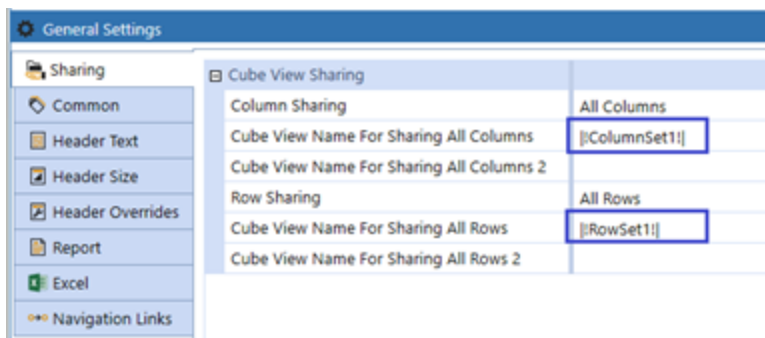 General Settings
Sharing
Common
Header Text
Header Size
Header Overrides
Report
Excel
Navigation Links
Cube View Sharing
Column Sharing All Columns
Cube View Name For Sharing All Columns |!ColumnSet1!|
Cube View Name For Sharing All Columns 2
Row Sharing All Rows
Cube View Name For Sharing All Rows |!RowSet1!|
Cube View Name For Sharing All Rows 2